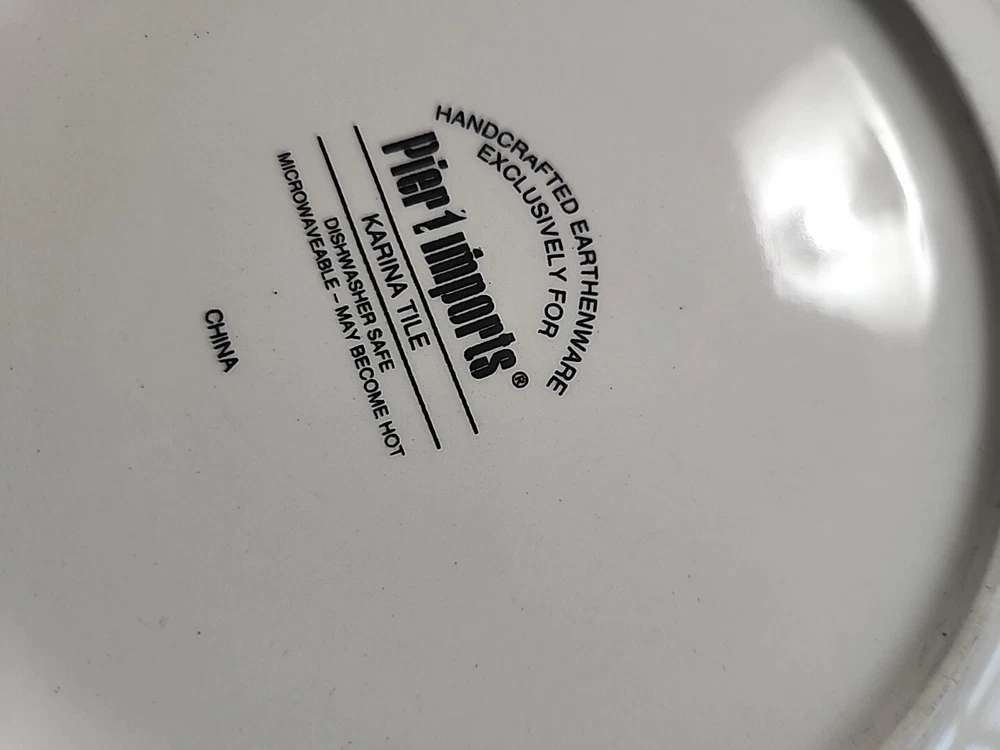 HANDCRAFTED EARTHENWARE
EXCLUSIVELY FOR
Pier 1 imports®
KARINA TILE
DISHWASHER SAFE
MICROWAVEABLE – MAY BECOME HOT
CHINA